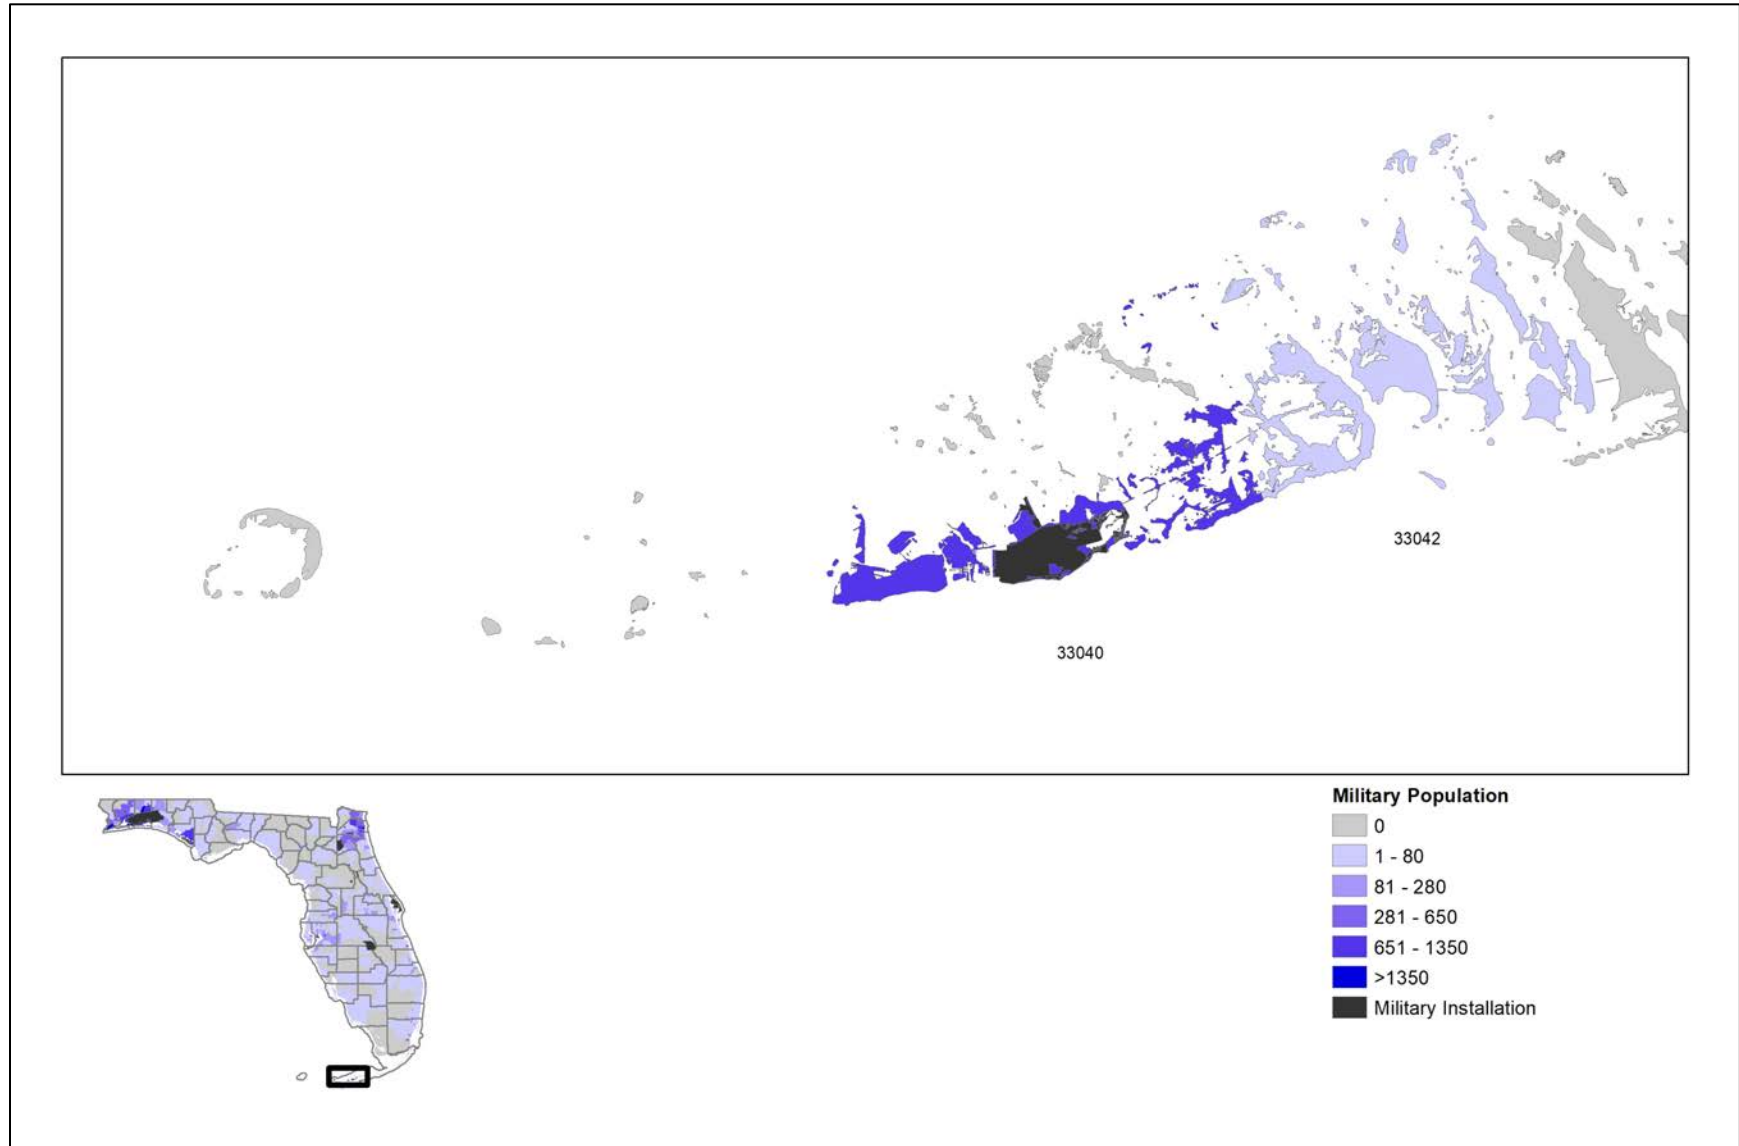 33042
33040
Military Population
0
1 - 80
81 - 280
281 - 650
651 - 1350
>1350
Military Installation